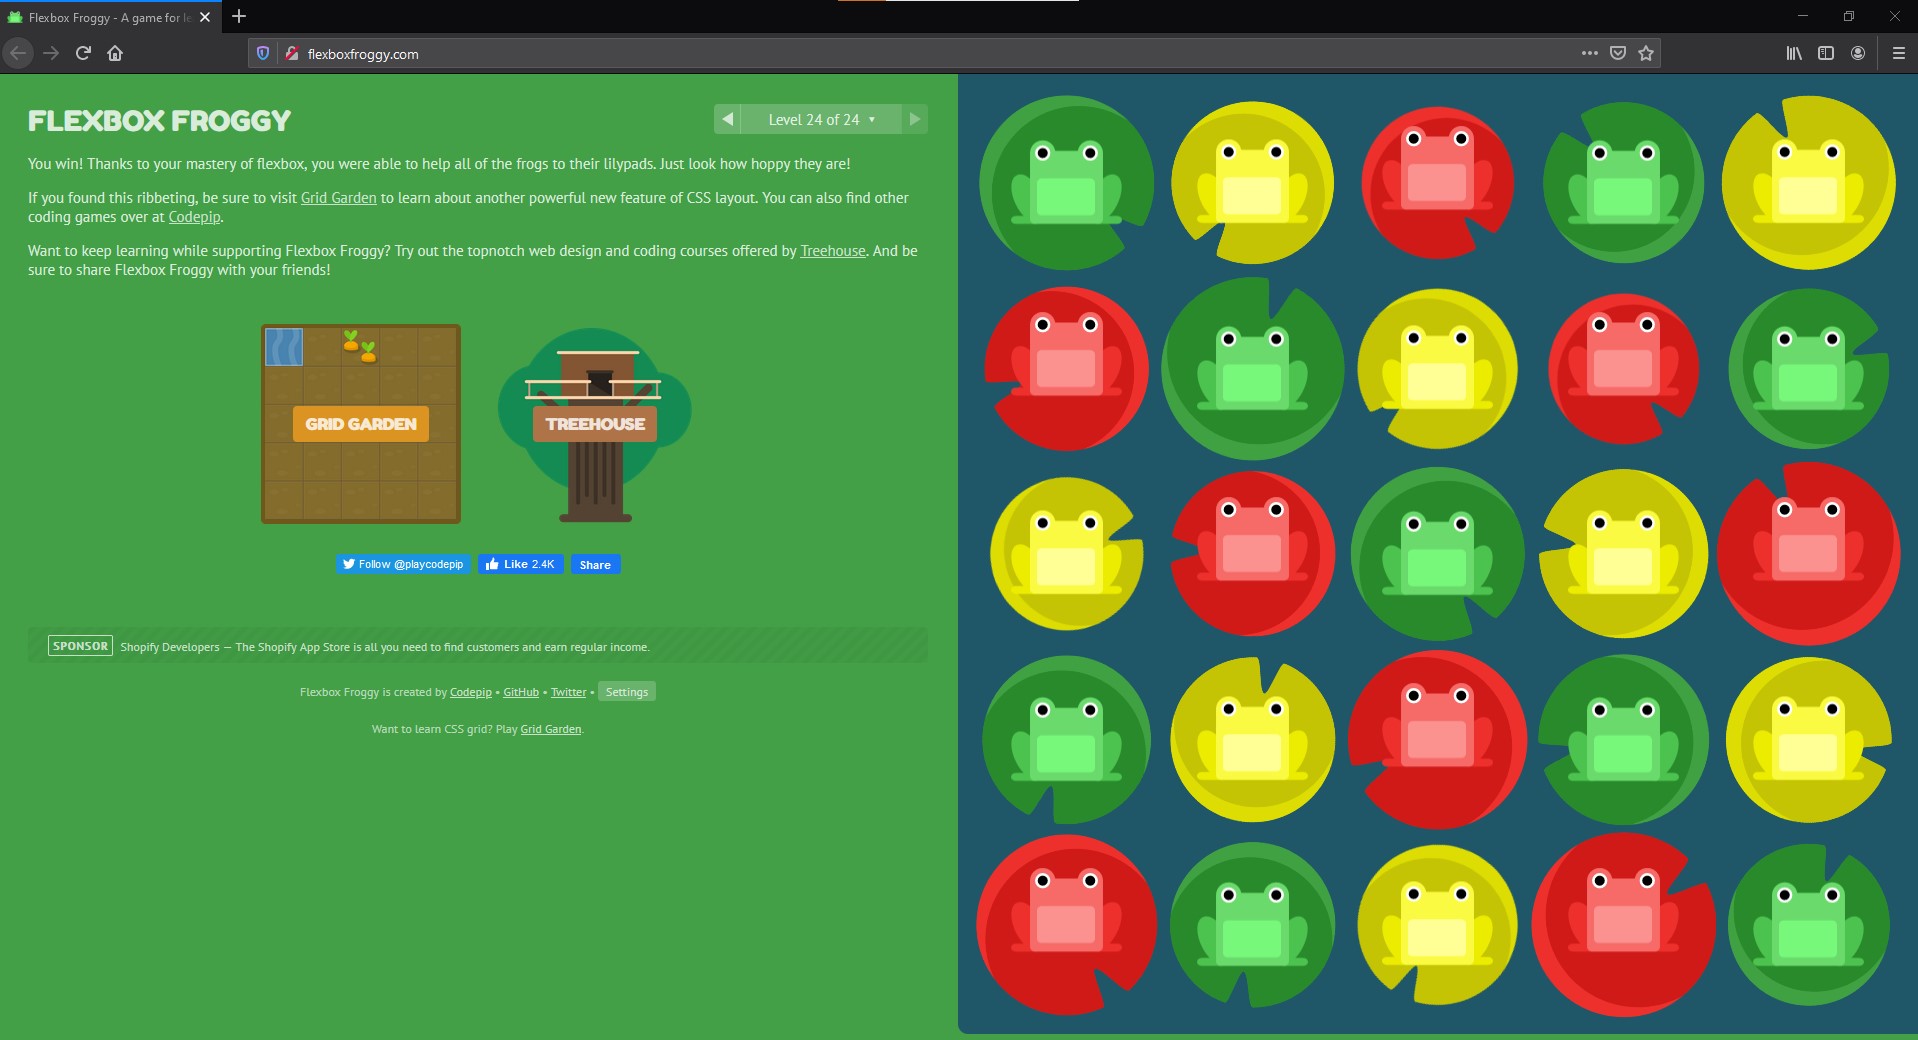 Flexbox Froggy - A game for le
flexboxfroggy.com
FLEXBOX FROGGY
Level 24 of 24
You win! Thanks to your mastery of flexbox, you were able to help all of the frogs to their lilypads. Just look how hoppy they are!
If you found this ribbeting, be sure to visit Grid Garden to learn about another powerful new feature of CSS layout. You can also find other
coding games over at Codepip.
Want to keep learning while supporting Flexbox Froggy? Try out the topnotch web design and coding courses offered by Treehouse. And be
sure to share Flexbox Froggy with your friends!
GRID GARDEN
TREEHOUSE
Follow @playcodepip
Like 2.4K
Share
SPONSOR Shopify Developers — The Shopify App Store is all you need to find customers and earn regular income.
Flexbox Froggy is created by Codepip • GitHub • Twitter • Settings
Want to learn CSS grid? Play Grid Garden.